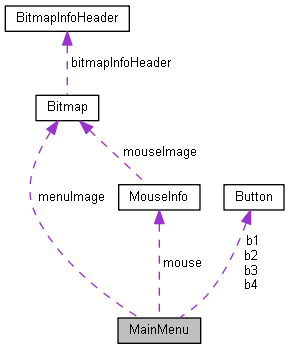 BitmapInfoHeader
bitmapInfoHeader
Bitmap
mouseImage
menuImage
MouseInfo
Button
mouse
b1
b2
b3
b4
MainMenu